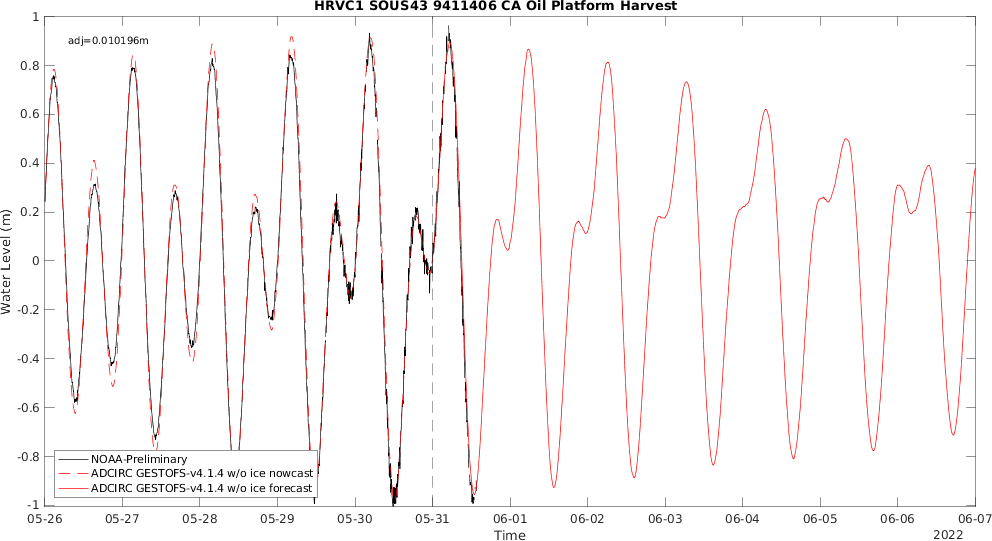 HRVC1 SOUS43 9411406 CA Oil Platform Harvest
adj=0.010196m
1
0.8
0.6
0.4
0.2
0
-0.2
-0.4
-0.6
-0.8
-1
Water Level (m)
NOAA-Preliminary
ADCIRC GESTOFS-v4.1.4 w/o ice nowcast
ADCIRC GESTOFS-v4.1.4 w/o ice forecast
05-26 05-27 05-28 05-29 05-30 05-31 06-01 06-02 06-03 06-04 06-05 06-06 06-07
Time
2022